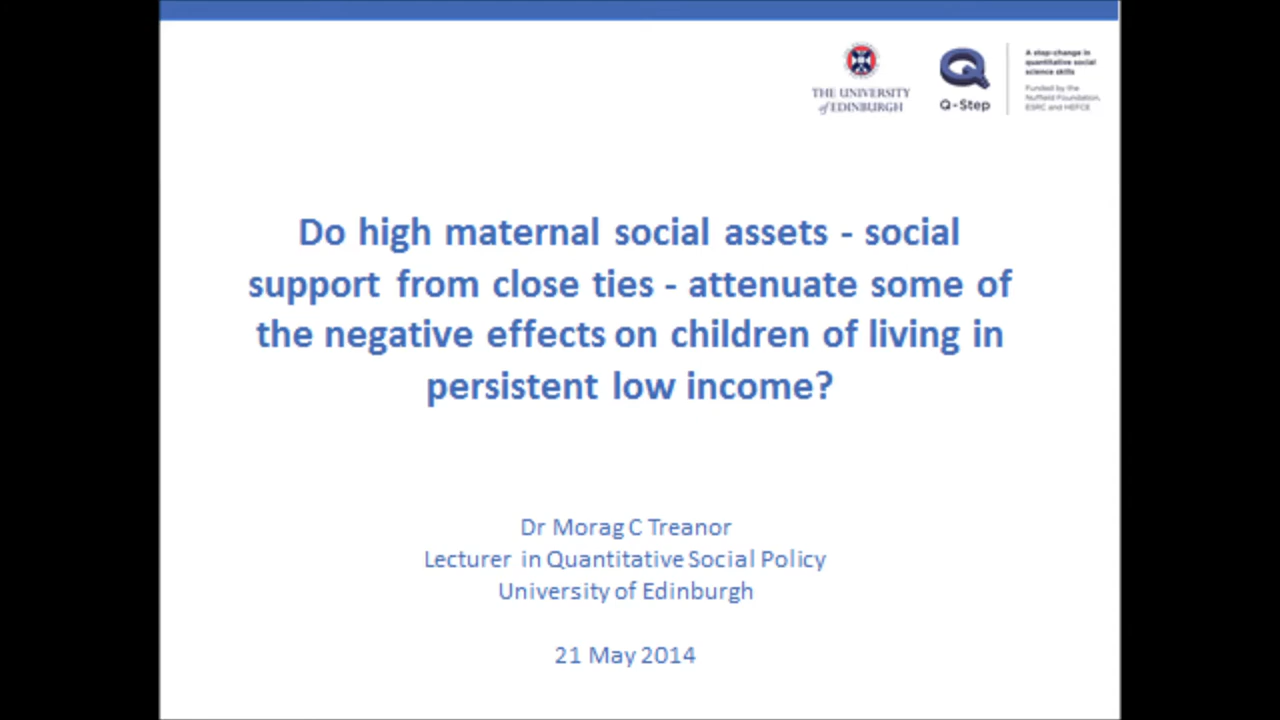 THE UNIVERSITY
of EDINBURGH
Q-Step
A step-change in
quantitative social
science skills
Funded by the
Nuffield Foundation,
ESRC and HEFCE
Do high maternal social assets - social
support from close ties - attenuate some of
the negative effects on children of living in
persistent low income?
Dr Morag C Treanor
Lecturer in Quantitative Social Policy
University of Edinburgh
21 May 2014